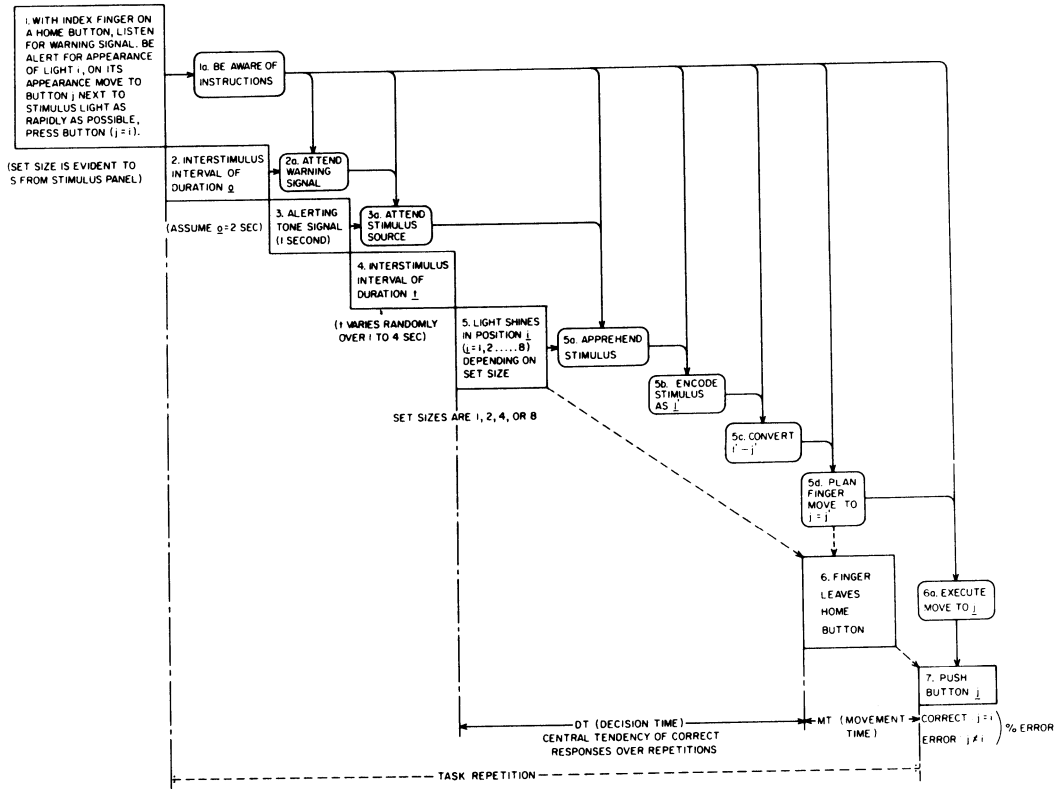 1. WITH INDEX FINGER ON
A HOME BUTTON, LISTEN
FOR WARNING SIGNAL. BE
ALERT FOR APPEARANCE
OF LIGHT i, ON ITS
APPEARANCE MOVE TO
BUTTON j NEXT TO
STIMULUS LIGHT AS
RAPIDLY AS POSSIBLE,
PRESS BUTTON (j=i).
1a. BE AWARE OF
INSTRUCTIONS
(SET SIZE IS EVIDENT TO
S FROM STIMULUS PANEL)
2. INTERSTIMULUS
INTERVAL OF
DURATION o
2a. ATTEND
WARNING
SIGNAL
(ASSUME o=2 SEC)
3. ALERTING
TONE SIGNAL
(1 SECOND)
3a. ATTEND
STIMULUS
SOURCE
4. INTERSTIMULUS
INTERVAL OF
DURATION t
(t VARIES RANDOMLY
OVER 1 TO 4 SEC)
5. LIGHT SHINES
IN POSITION i
(i=1,2.....8)
DEPENDING ON
SET SIZE
5a. APPREHEND
STIMULUS
SET SIZES ARE 1, 2, 4, OR 8
5b. ENCODE
STIMULUS
AS i'
5c. CONVERT
i' – j'
5d. PLAN
FINGER
MOVE TO
j = j'
6. FINGER
LEAVES
HOME
BUTTON
6a. EXECUTE
MOVE TO j
7. PUSH
BUTTON j
DT (DECISION TIME)
CENTRAL TENDENCY OF CORRECT
RESPONSES OVER REPETITIONS
MT (MOVEMENT
TIME)
CORRECT j = i
ERROR j ≠ i
% ERROR
TASK REPETITION